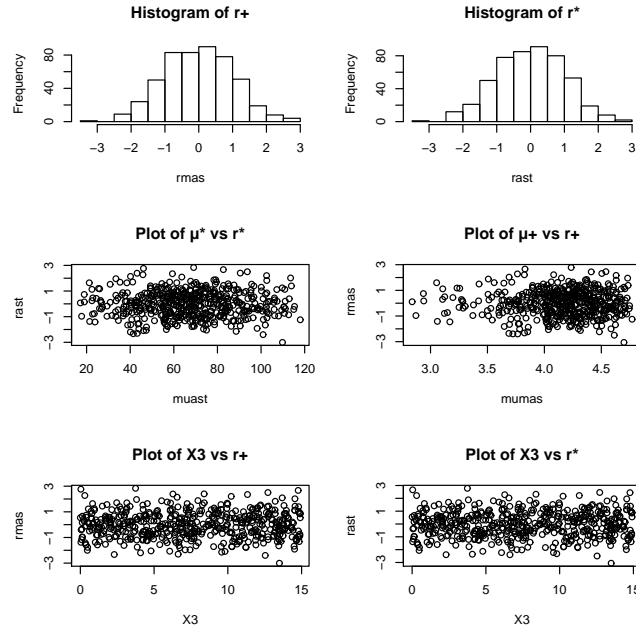 Histogram of r+
Frequency
0 40 80
−3 −2 −1 0 1 2 3
rmas
Histogram of r*
Frequency
0 40 80
−3 −2 −1 0 1 2 3
rast
Plot of µ* vs r*
rast
−3 −1 1 3
20 40 60 80 100 120
muast
Plot of µ+ vs r+
rmas
−3 −1 1 3
3.0 3.5 4.0 4.5
mumas
Plot of X3 vs r+
rmas
−3 −1 1 3
0 5 10 15
X3
Plot of X3 vs r*
rast
−3 −1 1 3
0 5 10 15
X3